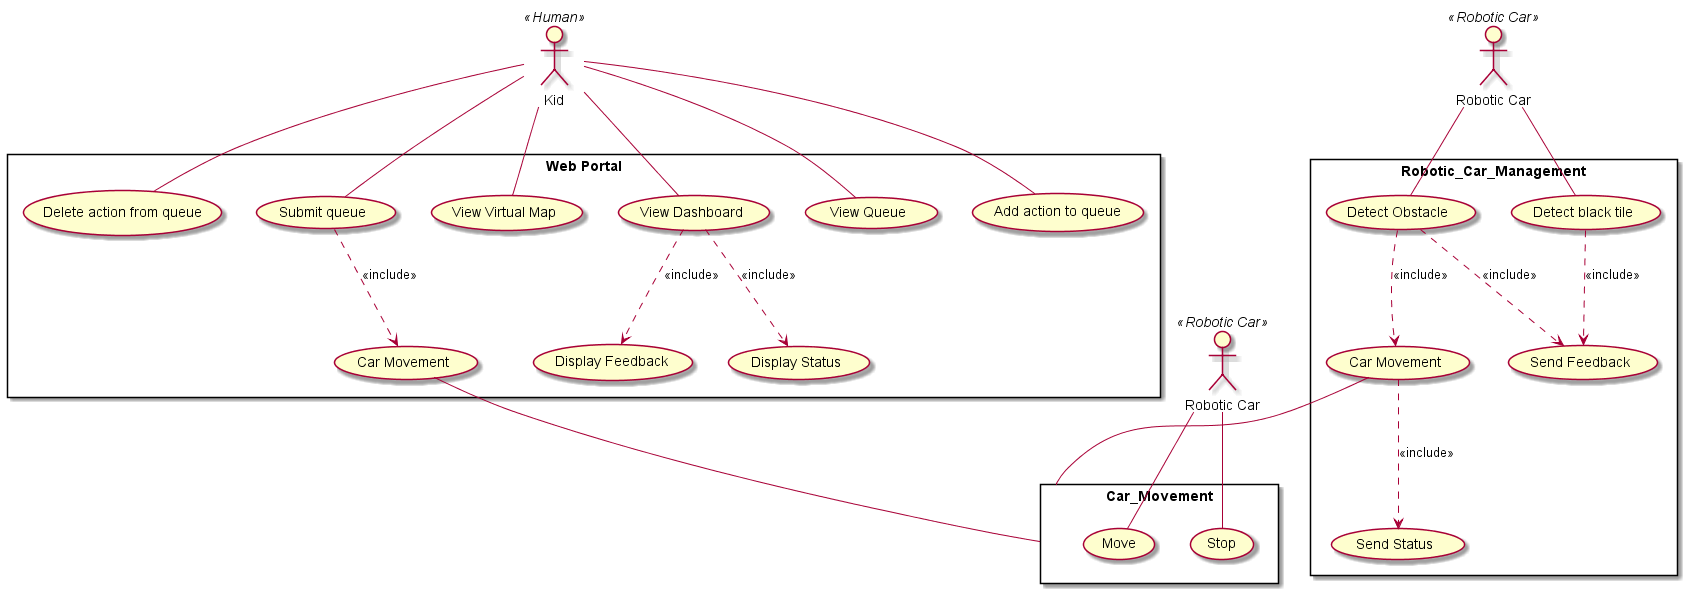 «Human»
Kid
«Robotic Car»
Robotic Car
Web Portal
Delete action from queue
Submit queue
View Virtual Map
View Dashboard
View Queue
Add action to queue
«include»
«include»
«include»
Car Movement
Display Feedback
Display Status
Robotic_Car_Management
Detect Obstacle
Detect black tile
«include»
«include»
«include»
Car Movement
Send Feedback
«include»
Send Status
«Robotic Car»
Robotic Car
Car_Movement
Move
Stop